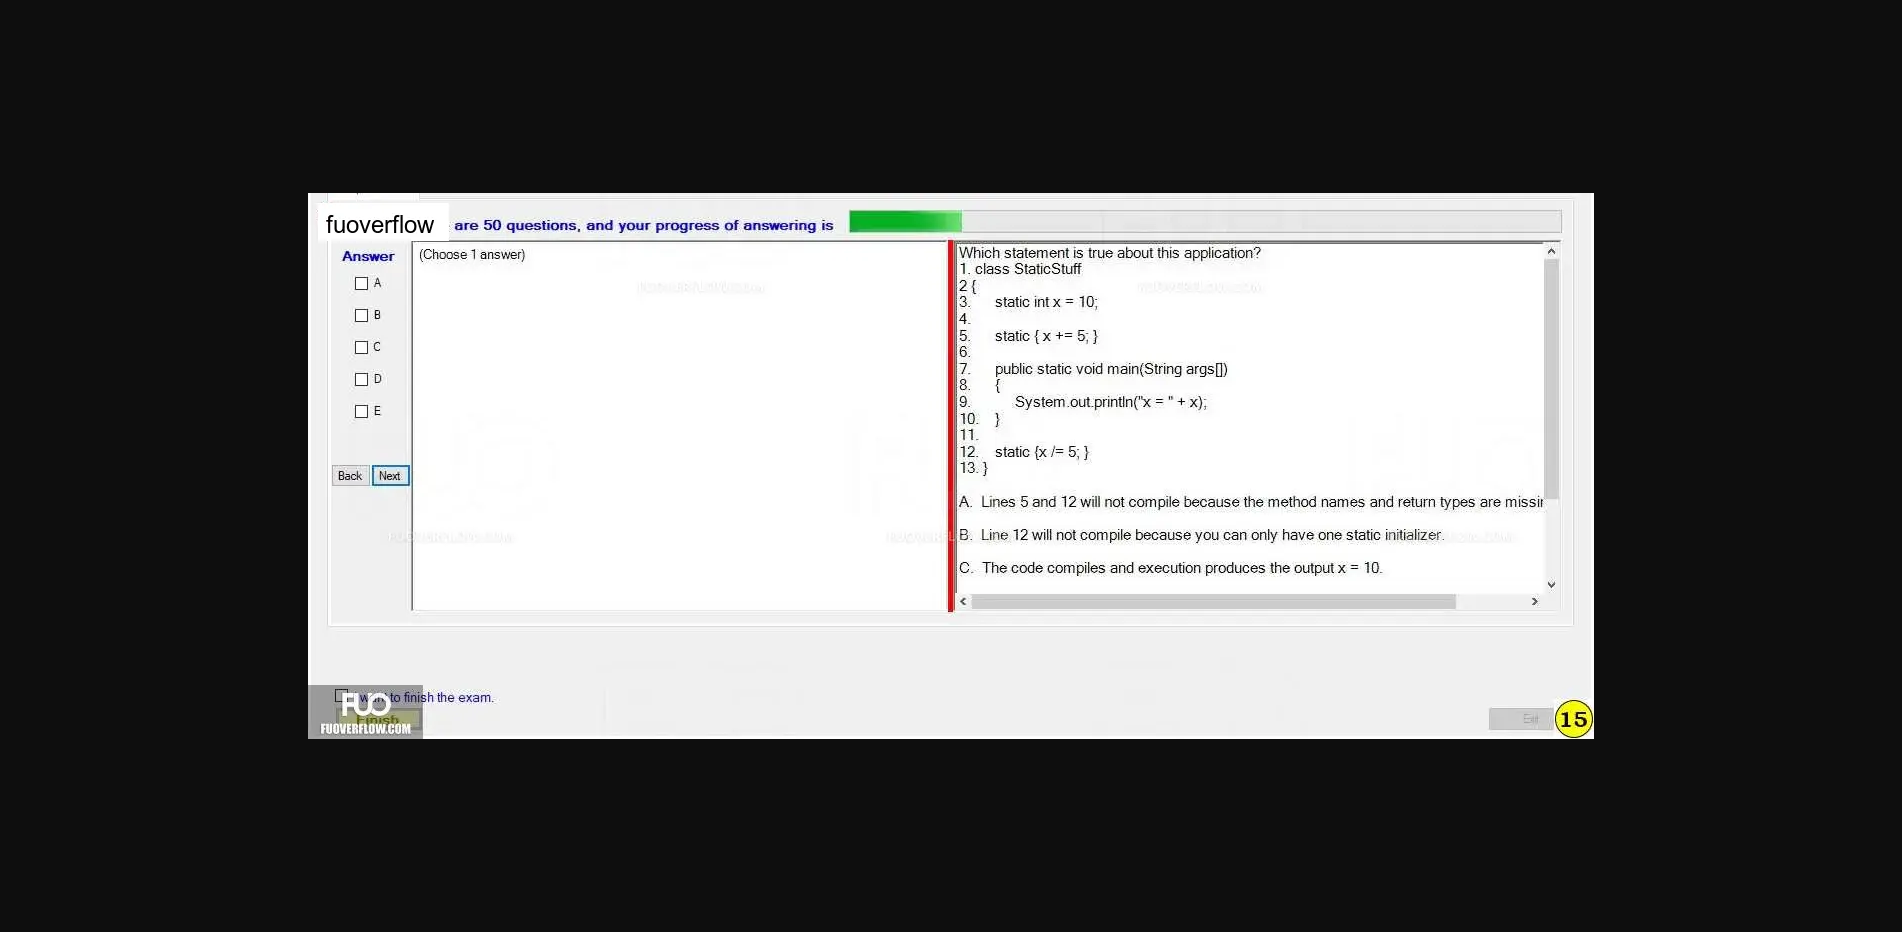 fuoverflow
are 50 questions, and your progress of answering is
Answer
(Choose 1 answer)
A
B
C
D
E
Back Next
Which statement is true about this application?
1. class StaticStuff
2 {
3. static int x = 10;
4.
5. static { x += 5; }
6.
7. public static void main(String args[])
8. {
9. System.out.println("x = " + x);
10. }
11.
12. static {x /= 5; }
13. }
A. Lines 5 and 12 will not compile because the method names and return types are
B. Line 12 will not compile because you can only have one static initializer.
C. The code compiles and execution produces the output x = 10.
FUOVERFLOW.COM
FUOVERFLOW.COM
I want to finish the exam.
Finish
FUO
FUOVERFLOW.COM
Exit
15